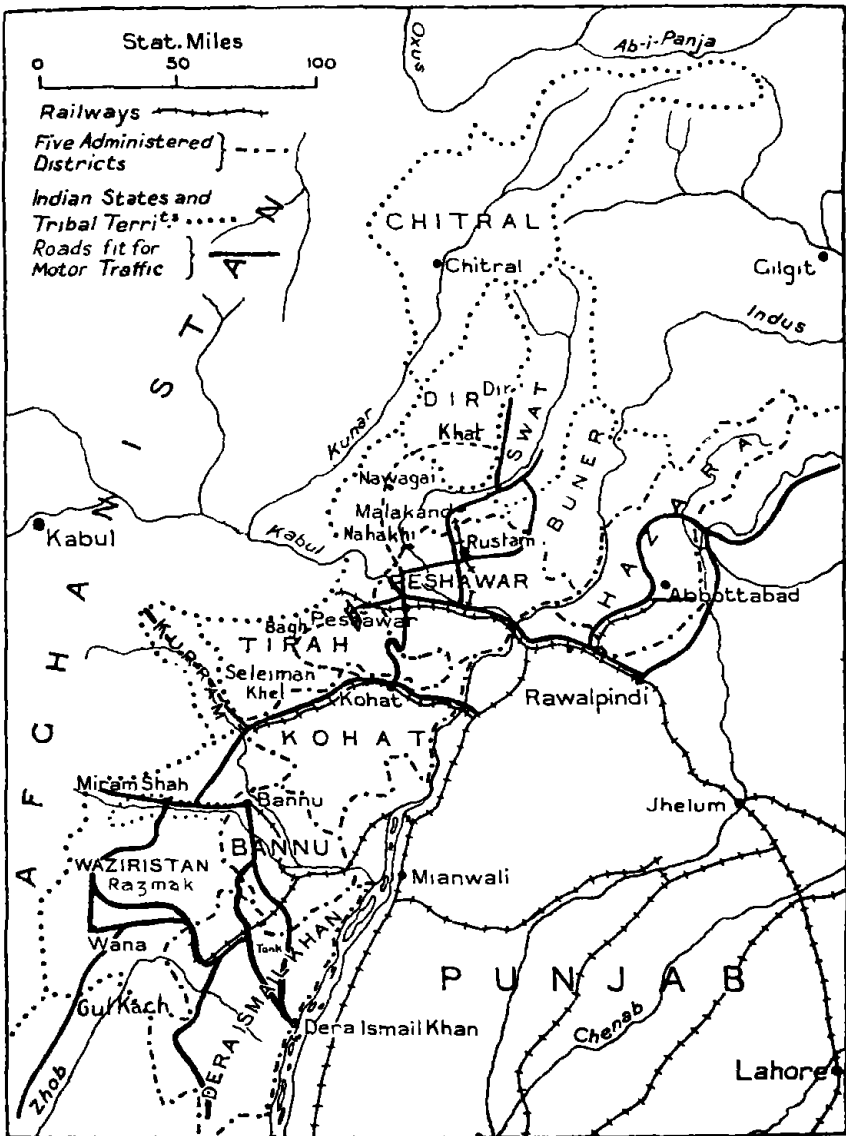 Stat. Miles
0 50 100
Railways
Five Administered
Districts
Indian States and
Tribal Territs.
Roads fit for
Motor Traffic
Oxus
Ab-i-Panja
CHITRAL
Chitral
Gilgit
Indus
AFGHANISTAN
Kunar
DIR
Dir
Khat
SWAT
BUNER
HAZARA
Nawagai
Malakand
Nahakhi
Rustam
Kabul
Kabul
PESHAWAR
Peshawar
Abbottabad
KURRAM
Bagh
TIRAH
Seleiman
Khel
Kohat
Rawalpindi
KOHAT
Miram Shah
Bannu
Jhelum
BANNU
WAZIRISTAN
Razmak
Mianwali
Wana
Tank
DERA ISMAIL KHAN
PUNJAB
Gul Kach
Dera Ismail Khan
Chenab
Zhob
Lahore